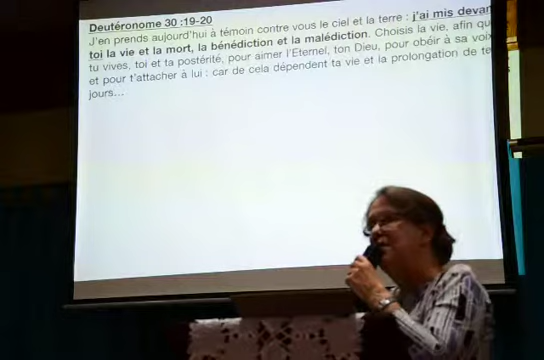 Deutéronome 30 :19-20
J'en prends aujourd'hui à témoin contre vous le ciel et la terre : j'ai mis devan
toi la vie et la mort, la bénédiction et la malédiction. Choisis la vie, afin qu
tu vives, toi et ta postérité, pour aimer l'Eternel, ton Dieu, pour obéir à sa voix
et pour t'attacher à lui : car de cela dépendent ta vie et la prolongation de te
jours…